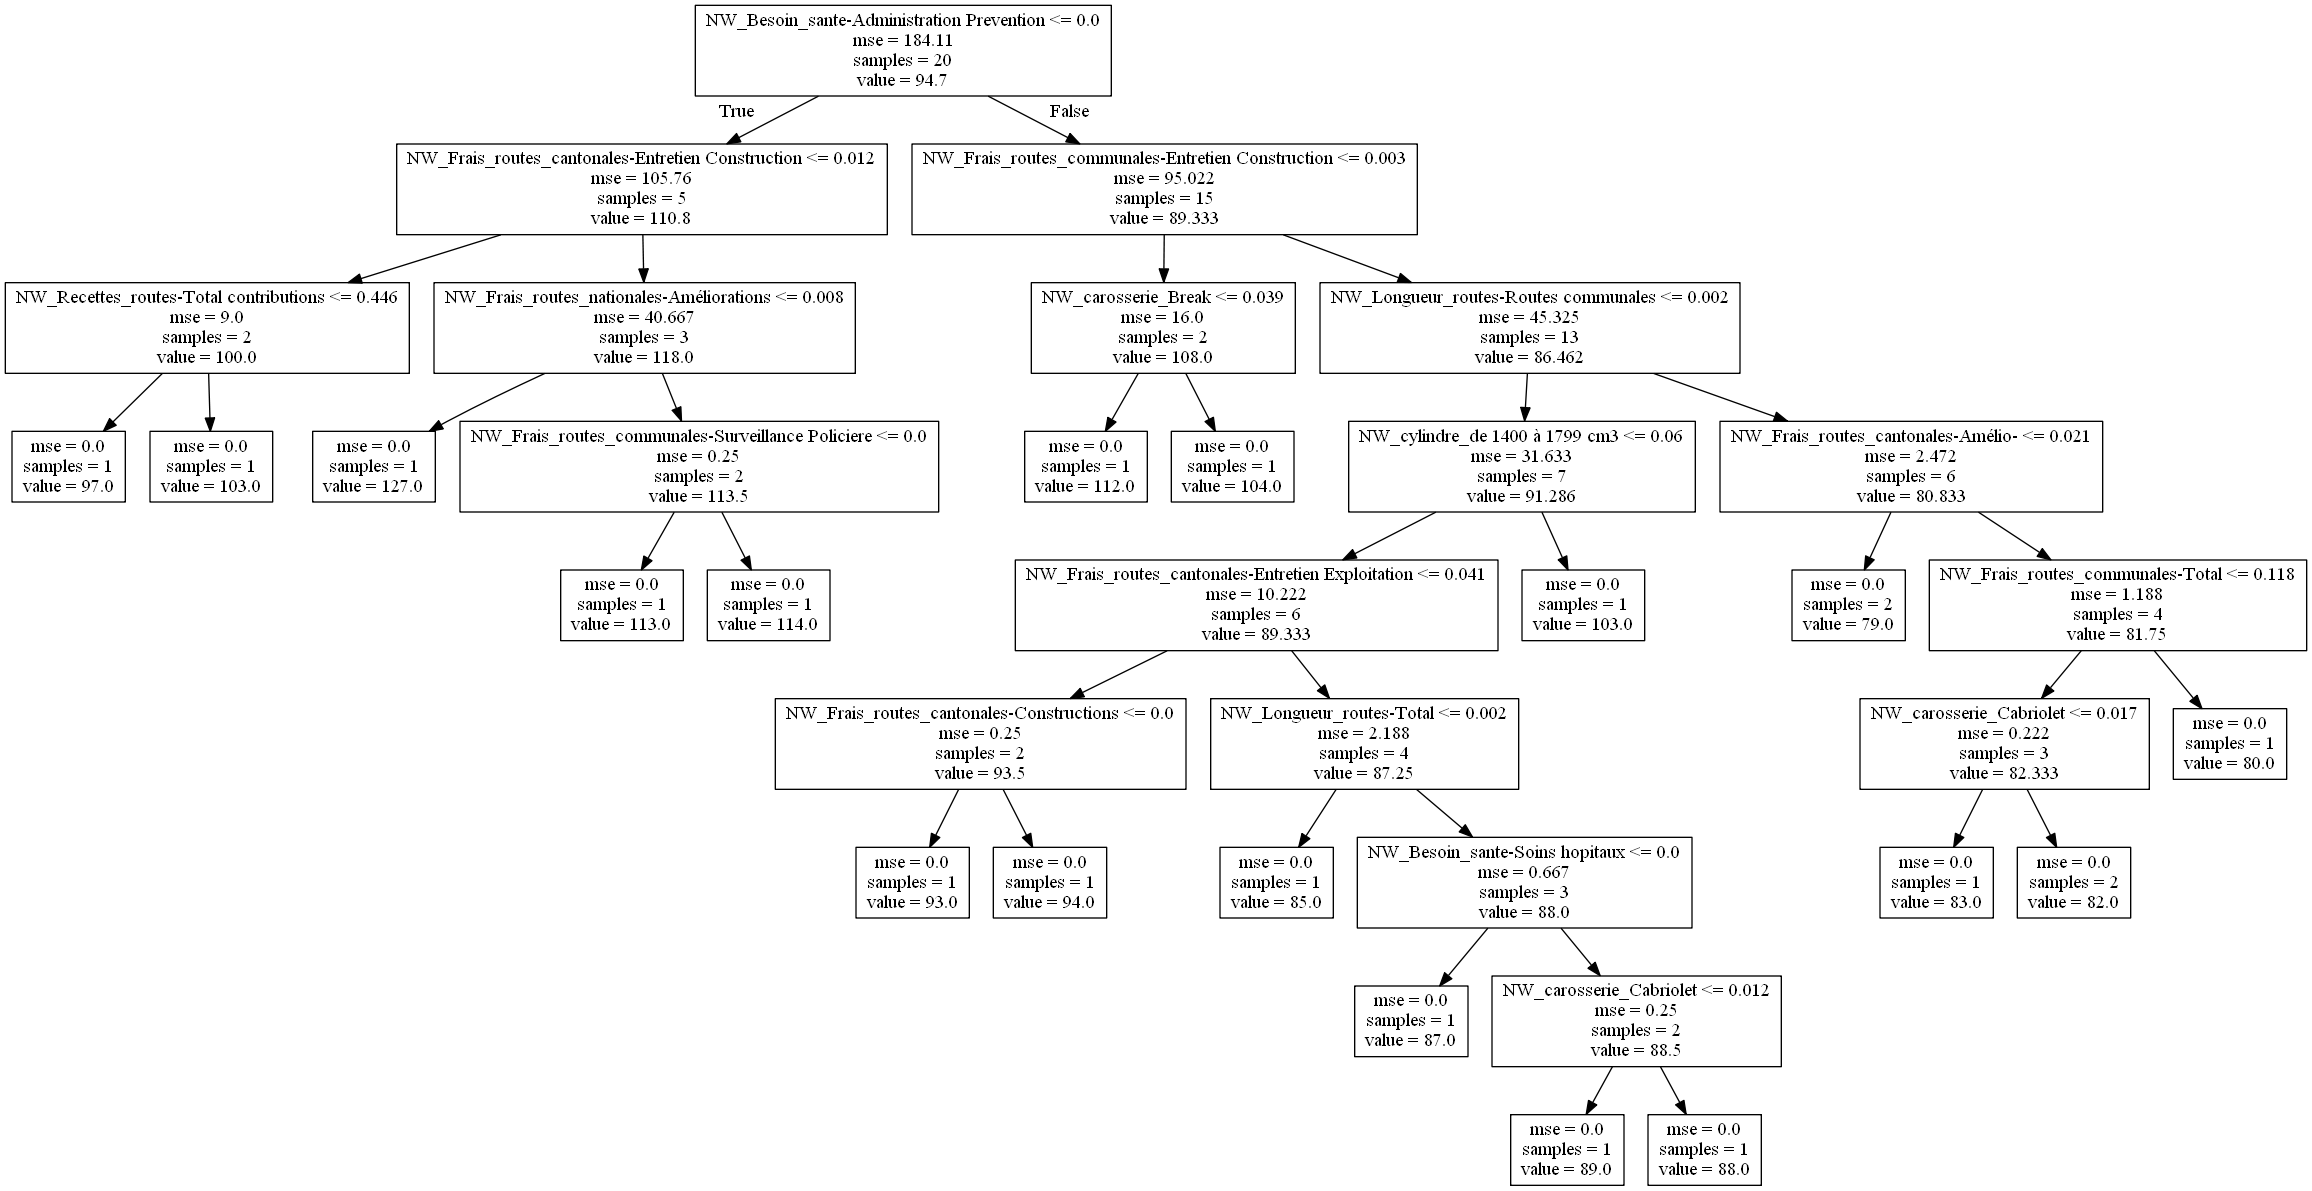 NW_Besoin_sante-Administration Prevention <= 0.0
mse = 184.11
samples = 20
value = 94.7
True
False
NW_Frais_routes_cantonales-Entretien Construction <= 0.012
mse = 105.76
samples = 5
value = 110.8
NW_Frais_routes_communales-Entretien Construction <= 0.003
mse = 95.022
samples = 15
value = 89.333
NW_Recettes_routes-Total contributions <= 0.446
mse = 9.0
samples = 2
value = 100.0
NW_Frais_routes_nationales-Améliorations <= 0.008
mse = 40.667
samples = 3
value = 118.0
NW_carosserie_Break <= 0.039
mse = 16.0
samples = 2
value = 108.0
NW_Longueur_routes-Routes communales <= 0.002
mse = 45.325
samples = 13
value = 86.462
mse = 0.0
samples = 1
value = 97.0
mse = 0.0
samples = 1
value = 103.0
mse = 0.0
samples = 1
value = 127.0
NW_Frais_routes_communales-Surveillance Policiere <= 0.0
mse = 0.25
samples = 2
value = 113.5
mse = 0.0
samples = 1
value = 112.0
mse = 0.0
samples = 1
value = 104.0
NW_cylindre_de 1400 à 1799 cm3 <= 0.06
mse = 31.633
samples = 7
value = 91.286
NW_Frais_routes_cantonales-Amélio- <= 0.021
mse = 2.472
samples = 6
value = 80.833
mse = 0.0
samples = 1
value = 113.0
mse = 0.0
samples = 1
value = 114.0
NW_Frais_routes_cantonales-Entretien Exploitation <= 0.041
mse = 10.222
samples = 6
value = 89.333
mse = 0.0
samples = 1
value = 103.0
mse = 0.0
samples = 2
value = 79.0
NW_Frais_routes_communales-Total <= 0.118
mse = 1.188
samples = 4
value = 81.75
NW_Frais_routes_cantonales-Constructions <= 0.0
mse = 0.25
samples = 2
value = 93.5
NW_Longueur_routes-Total <= 0.002
mse = 2.188
samples = 4
value = 87.25
NW_carosserie_Cabriolet <= 0.017
mse = 0.222
samples = 3
value = 82.333
mse = 0.0
samples = 1
value = 80.0
mse = 0.0
samples = 1
value = 93.0
mse = 0.0
samples = 1
value = 94.0
mse = 0.0
samples = 1
value = 85.0
NW_Besoin_sante-Soins hopitaux <= 0.0
mse = 0.667
samples = 3
value = 88.0
mse = 0.0
samples = 1
value = 83.0
mse = 0.0
samples = 2
value = 82.0
mse = 0.0
samples = 1
value = 87.0
NW_carosserie_Cabriolet <= 0.012
mse = 0.25
samples = 2
value = 88.5
mse = 0.0
samples = 1
value = 89.0
mse = 0.0
samples = 1
value = 88.0